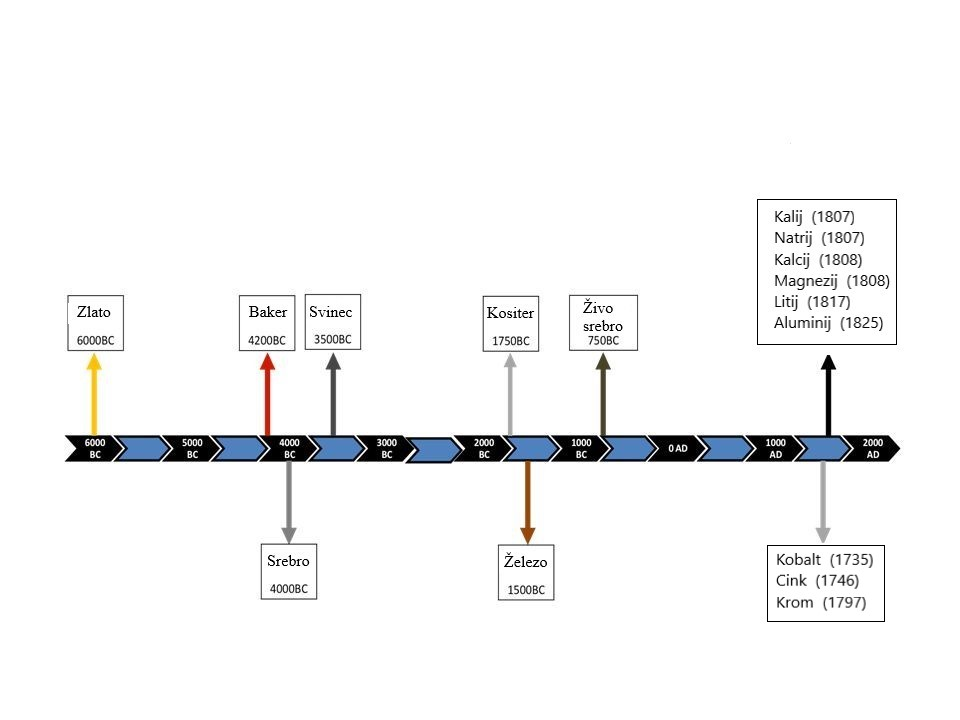 Kalij (1807)
Natrij (1807)
Kalcij (1808)
Magnezij (1808)
Litij (1817)
Aluminij (1825)
Zlato
6000BC
Baker
4200BC
Svinec
3500BC
Kositer
1750BC
Živo
srebro
750BC
6000
BC
5000
BC
4000
BC
3000
BC
2000
BC
1000
BC
0 AD
1000
AD
2000
AD
Srebro
4000BC
Železo
1500BC
Kobalt (1735)
Cink (1746)
Krom (1797)